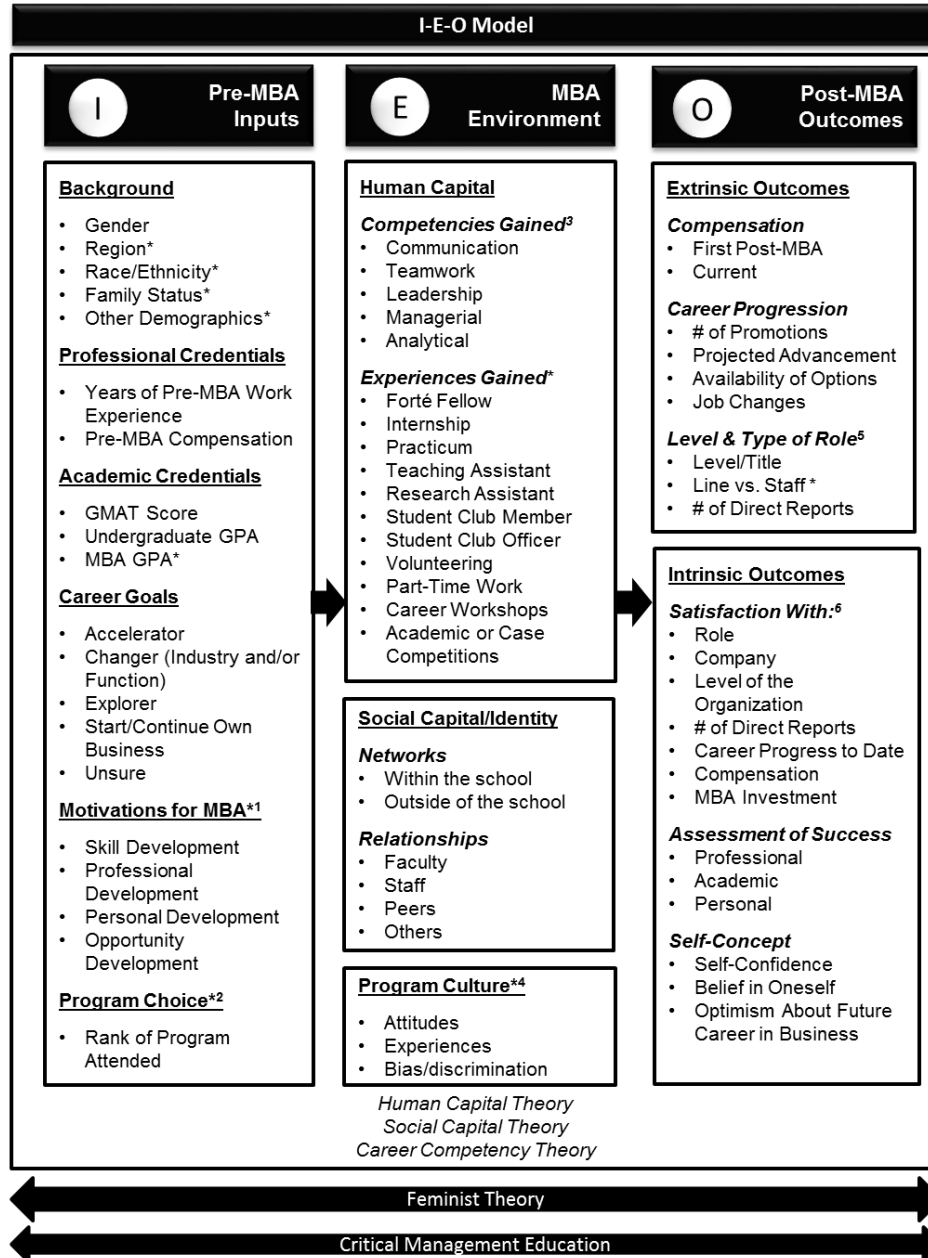 I-E-O Model
I
Pre-MBA
Inputs
Background
• Gender
• Region*
• Race/Ethnicity*
• Family Status*
• Other Demographics*
Professional Credentials
• Years of Pre-MBA Work
Experience
• Pre-MBA Compensation
Academic Credentials
• GMAT Score
• Undergraduate GPA
• MBA GPA*
Career Goals
• Accelerator
• Changer (Industry and/or
Function)
• Explorer
• Start/Continue Own
Business
• Unsure
Motivations for MBA*1
• Skill Development
• Professional
Development
• Personal Development
• Opportunity
Development
Program Choice*2
• Rank of Program
Attended
E
MBA
Environment
Human Capital
Competencies Gained3
• Communication
• Teamwork
• Leadership
• Managerial
• Analytical
Experiences Gained*
• Forté Fellow
• Internship
• Practicum
• Teaching Assistant
• Research Assistant
• Student Club Member
• Student Club Officer
• Volunteering
• Part-Time Work
• Career Workshops
• Academic or Case
Competitions
Social Capital/Identity
Networks
• Within the school
• Outside of the school
Relationships
• Faculty
• Staff
• Peers
• Others
Program Culture*4
• Attitudes
• Experiences
• Bias/discrimination
Human Capital Theory
Social Capital Theory
Career Competency Theory
O
Post-MBA
Outcomes
Extrinsic Outcomes
Compensation
• First Post-MBA
• Current
Career Progression
• # of Promotions
• Projected Advancement
• Availability of Options
• Job Changes
Level & Type of Role5
• Level/Title
• Line vs. Staff *
• # of Direct Reports
Intrinsic Outcomes
Satisfaction With:6
• Role
• Company
• Level of the
Organization
• # of Direct Reports
• Career Progress to Date
• Compensation
• MBA Investment
Assessment of Success
• Professional
• Academic
• Personal
Self-Concept
• Self-Confidence
• Belief in Oneself
• Optimism About Future
Career in Business
Feminist Theory
Critical Management Education